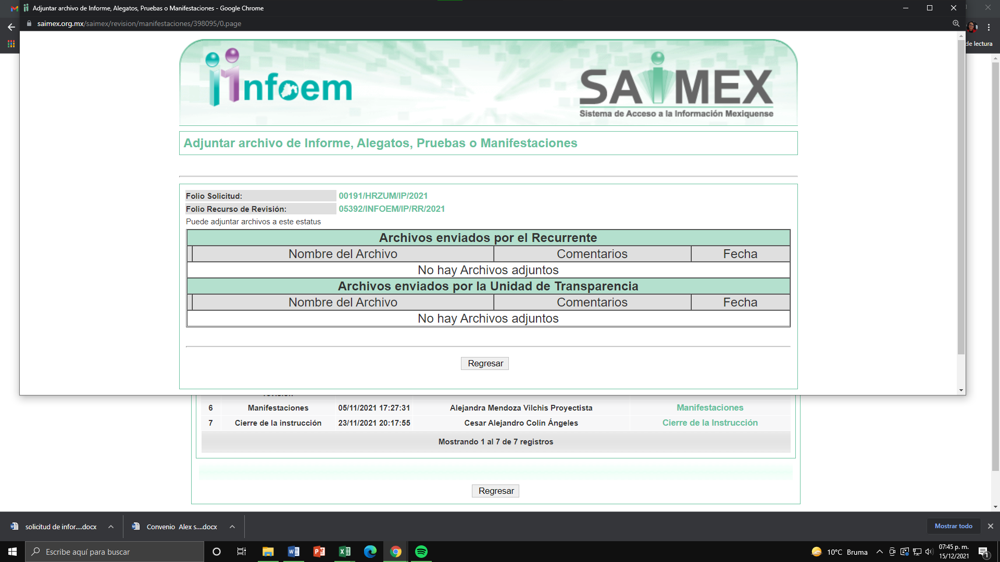 Adjuntar archivo de Informe, Alegatos, Pruebas o Manifestaciones - Google Chrome
saimex.org.mx/saimex/revision/manifestaciones/398095/0.page
de lectura
infoem
SAIMEX
Sistema de Acceso a la Información Mexiquense
Adjuntar archivo de Informe, Alegatos, Pruebas o Manifestaciones
Folio Solicitud: 00191/HRZUM/IP/2021
Folio Recurso de Revisión: 05392/INFOEM/IP/RR/2021
Puede adjuntar archivos a este estatus
Archivos enviados por el Recurrente
Nombre del Archivo Comentarios Fecha
No hay Archivos adjuntos
Archivos enviados por la Unidad de Transparencia
Nombre del Archivo Comentarios Fecha
No hay Archivos adjuntos
Regresar
6 Manifestaciones 05/11/2021 17:27:31 Alejandra Mendoza Vilchis Proyectista Manifestaciones
7 Cierre de la instrucción 23/11/2021 20:17:55 Cesar Alejandro Colín Ángeles Cierre de la Instrucción
Mostrando 1 al 7 de 7 registros
Regresar
solicitud de infor....docx Convenio Alex s....docx Mostrar todo
Escribe aquí para buscar 10°C Bruma 07:45 p. m.
15/12/2021 1